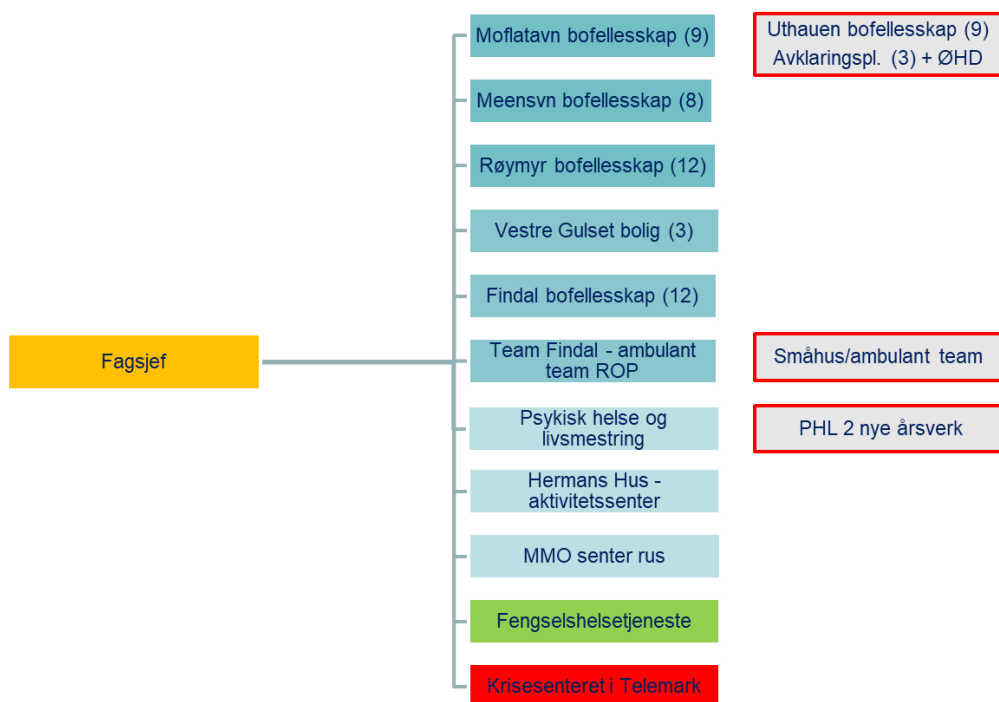 Moflatavn bofellesskap (9)
Uthauen bofellesskap (9)
Avklaringspl. (3) + ØHD
Meensvn bofellesskap (8)
Røymyr bofellesskap (12)
Vestre Gulset bolig (3)
Findal bofellesskap (12)
Fagsjef
Team Findal - ambulant
team ROP
Småhus/ambulant team
Psykisk helse og
livsmestring
PHL 2 nye årsverk
Hermans Hus -
aktivitetssenter
MMO senter rus
Fengselshelsetjeneste
Krisesenteret i Telemark